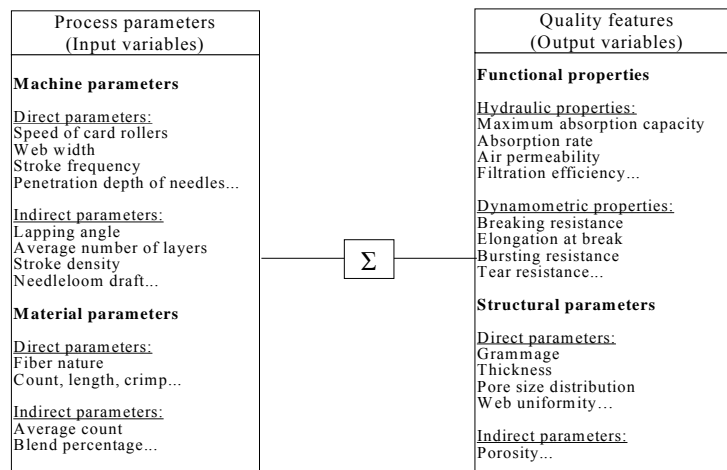 Process parameters
(Input variables)
Machine parameters
Direct parameters:
Speed of card rollers
Web width
Stroke frequency
Penetration depth of needles...
Indirect parameters:
Lapping angle
Average number of layers
Stroke density
Needleloom draft...
Material parameters
Direct parameters:
Fiber nature
Count, length, crimp...
Indirect parameters:
Average count
Blend percentage...
Σ
Quality features
(Output variables)
Functional properties
Hydraulic properties:
Maximum absorption capacity
Absorption rate
Air permeability
Filtration efficiency...
Dynamometric properties:
Breaking resistance
Elongation at break
Bursting resistance
Tear resistance...
Structural parameters
Direct parameters:
Grammage
Thickness
Pore size distribution
Web uniformity...
Indirect parameters:
Porosity...